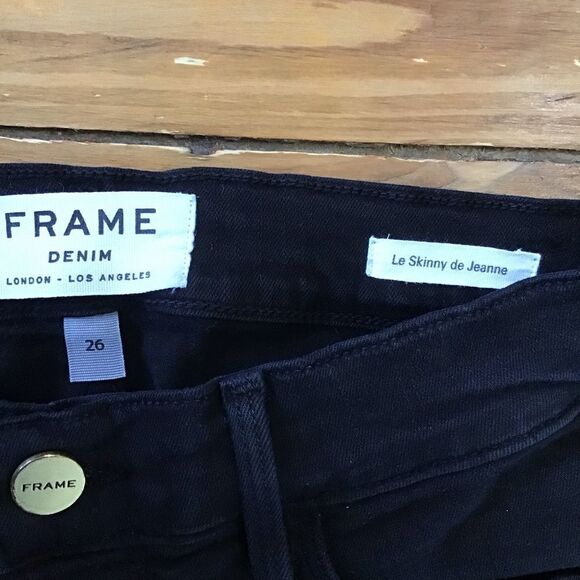 FRAME
DENIM
LONDON - LOS ANGELES
Le Skinny de Jeanne
26
FRAME